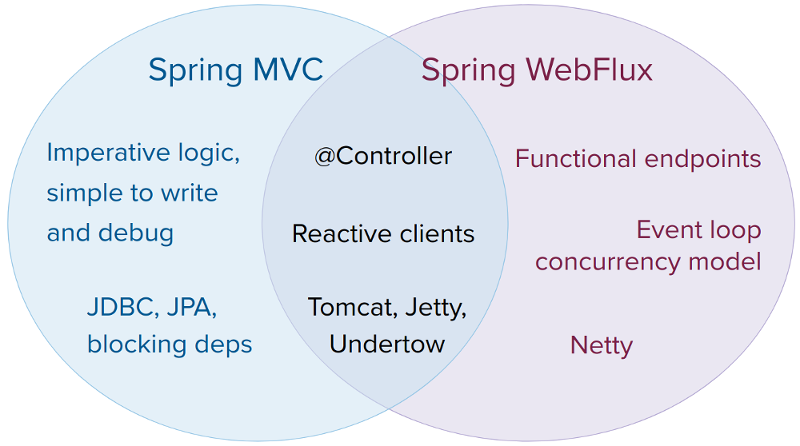 Spring MVC
Spring WebFlux
Imperative logic,
simple to write
and debug
JDBC, JPA,
blocking deps
@Controller
Reactive clients
Tomcat, Jetty,
Undertow
Functional endpoints
Event loop
concurrency model
Netty